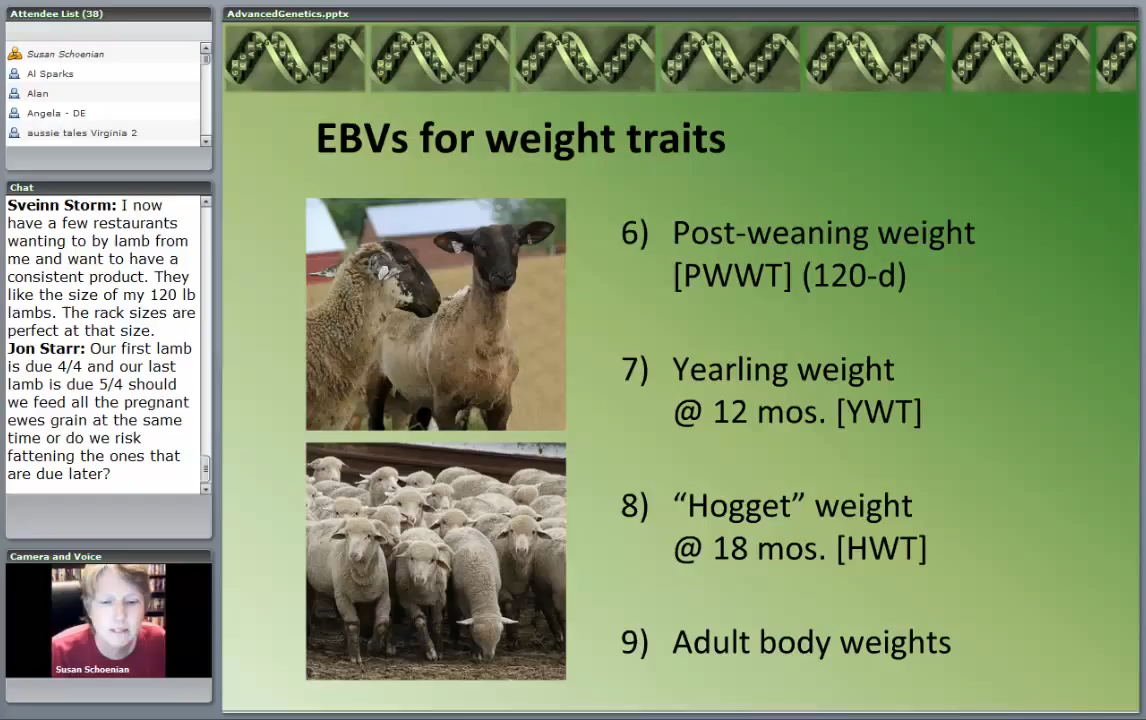 Attendee List (38)
Susan Schoenian
Al Sparks
Alan
Angela - DE
aussie tales Virginia 2
Chat
Sveinn Storm: I now
have a few restaurants
wanting to by lamb from
me and want to have a
consistent product. They
like the size of my 120 lb
lambs. The rack sizes are
perfect at that size.
Jon Starr: Our first lamb
is due 4/4 and our last
lamb is due 5/4 should
we feed all the pregnant
ewes grain at the same
time or do we risk
fattening the ones that
are due later?
Camera and Voice
Susan Schoenian
AdvancedGenetics.pptx
EBVs for weight traits
6) Post-weaning weight
[PWWT] (120-d)
7) Yearling weight
@ 12 mos. [YWT]
8) “Hogget” weight
@ 18 mos. [HWT]
9) Adult body weights